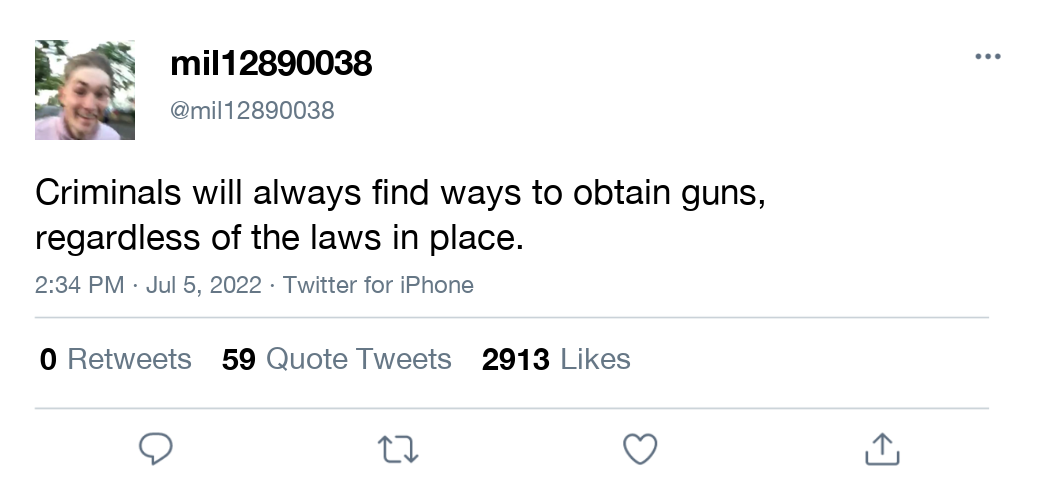 mil12890038
@mil12890038
Criminals will always find ways to obtain guns,
regardless of the laws in place.
2:34 PM · Jul 5, 2022 · Twitter for iPhone
0 Retweets 59 Quote Tweets 2913 Likes